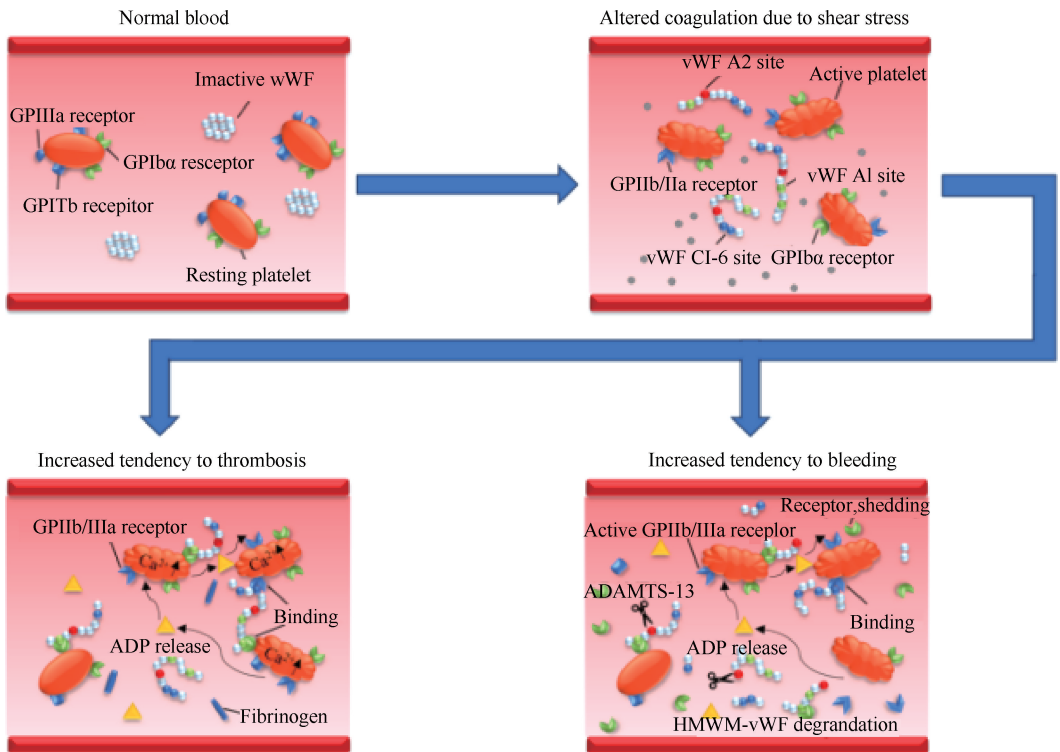 Normal blood
Imactive wWF
GPIIIa receptor
GPIbα resceptor
GPITb recepitor
Resting platelet
Altered coagulation due to shear stress
vWF A2 site
Active platelet
GPIIb/IIa receptor
vWF Al site
vWF CI-6 site
GPIbα receptor
Increased tendency to thrombosis
GPIIb/IIIa receptor
Ca²⁺
Ca²⁺
Binding
ADP release
Ca²⁺
Fibrinogen
Increased tendency to bleeding
Receptor,shedding
Active GPIIb/IIIa receplor
ADAMTS-13
Binding
ADP release
HMWM-vWF degrandation